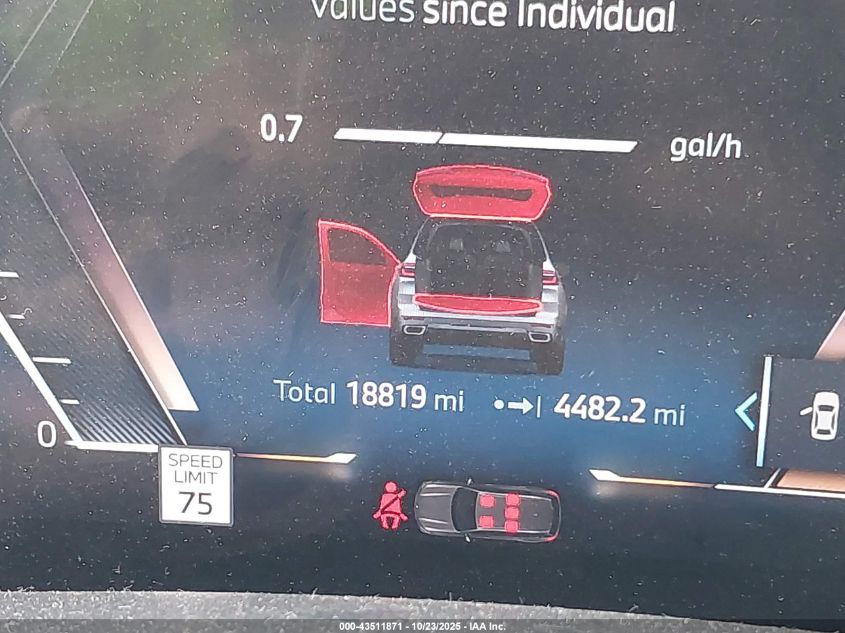 values since Individual
0.7 gal/h
Total 18819 mi 4482.2 mi
0
SPEED
LIMIT
75
000-43511871 - 10/23/2025 - IAA Inc.